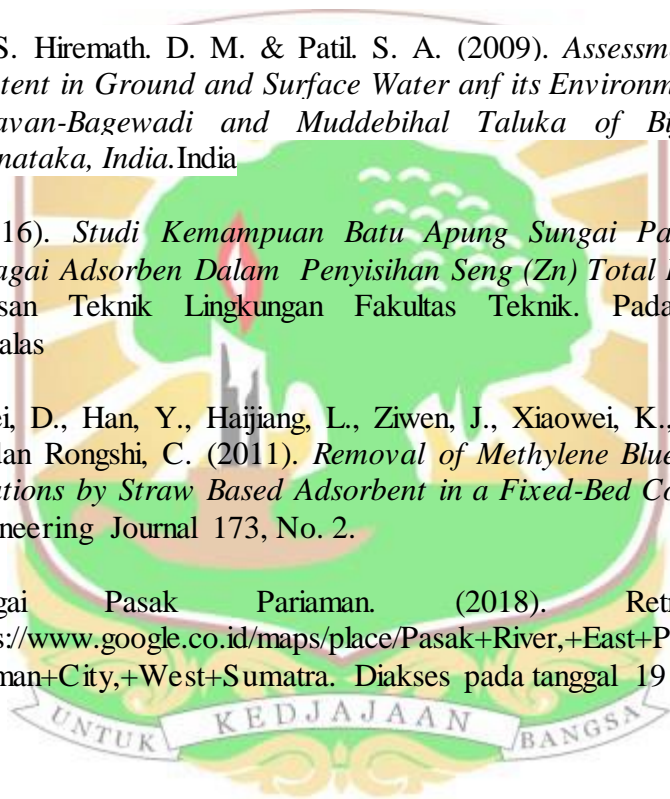 S. Hiremath. D. M. & Patil. S. A. (2009). Assessm
tent in Ground and Surface Water anf its Environm
avan-Bagewadi and Muddebihal Taluka of Bij
nataka, India.India
16). Studi Kemampuan Batu Apung Sungai Pa
agai Adsorben Dalam Penyisihan Seng (Zn) Total
san Teknik Lingkungan Fakultas Teknik. Pada
alas
ei, D., Han, Y., Haijiang, L., Ziwen, J., Xiaowei, K.,
dan Rongshi, C. (2011). Removal of Methylene Blue
tions by Straw Based Adsorbent in a Fixed-Bed Co
neering Journal 173, No. 2.
gai Pasak Pariaman. (2018). Retr
s://www.google.co.id/maps/place/Pasak+River,+East+P
man+City,+West+Sumatra. Diakses pada tanggal 19
UNTUK KEDJAJAAN BANGSA